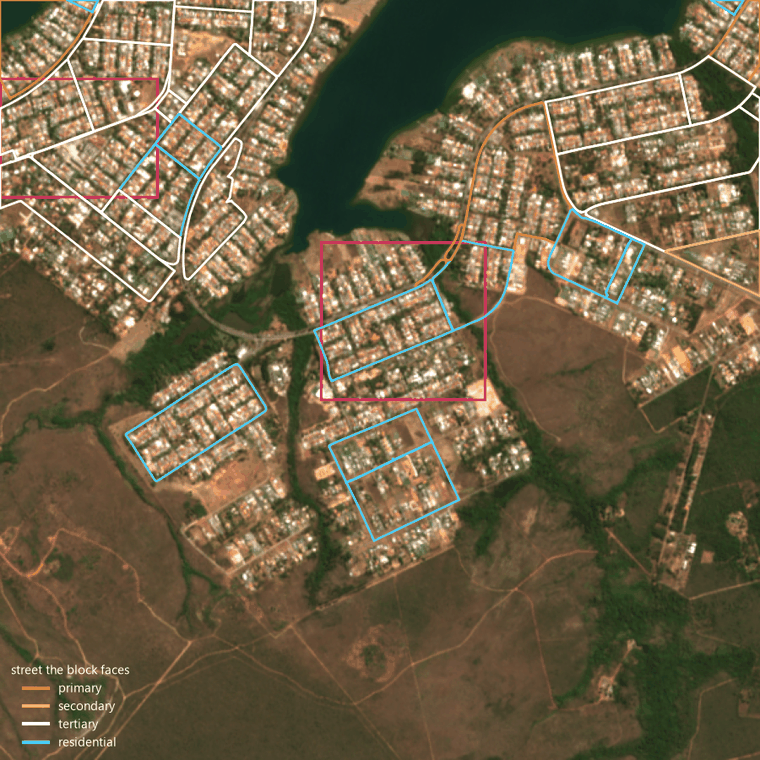 street the block faces
primary
secondary
tertiary
residential